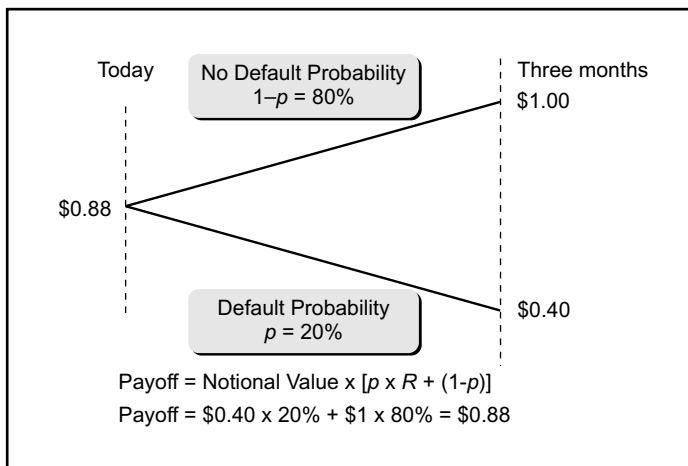 Today
No Default Probability
1–p = 80%
Three months
$1.00
$0.88
Default Probability
p = 20%
$0.40
Payoff = Notional Value x [p x R + (1-p)]
Payoff = $0.40 x 20% + $1 x 80% = $0.88